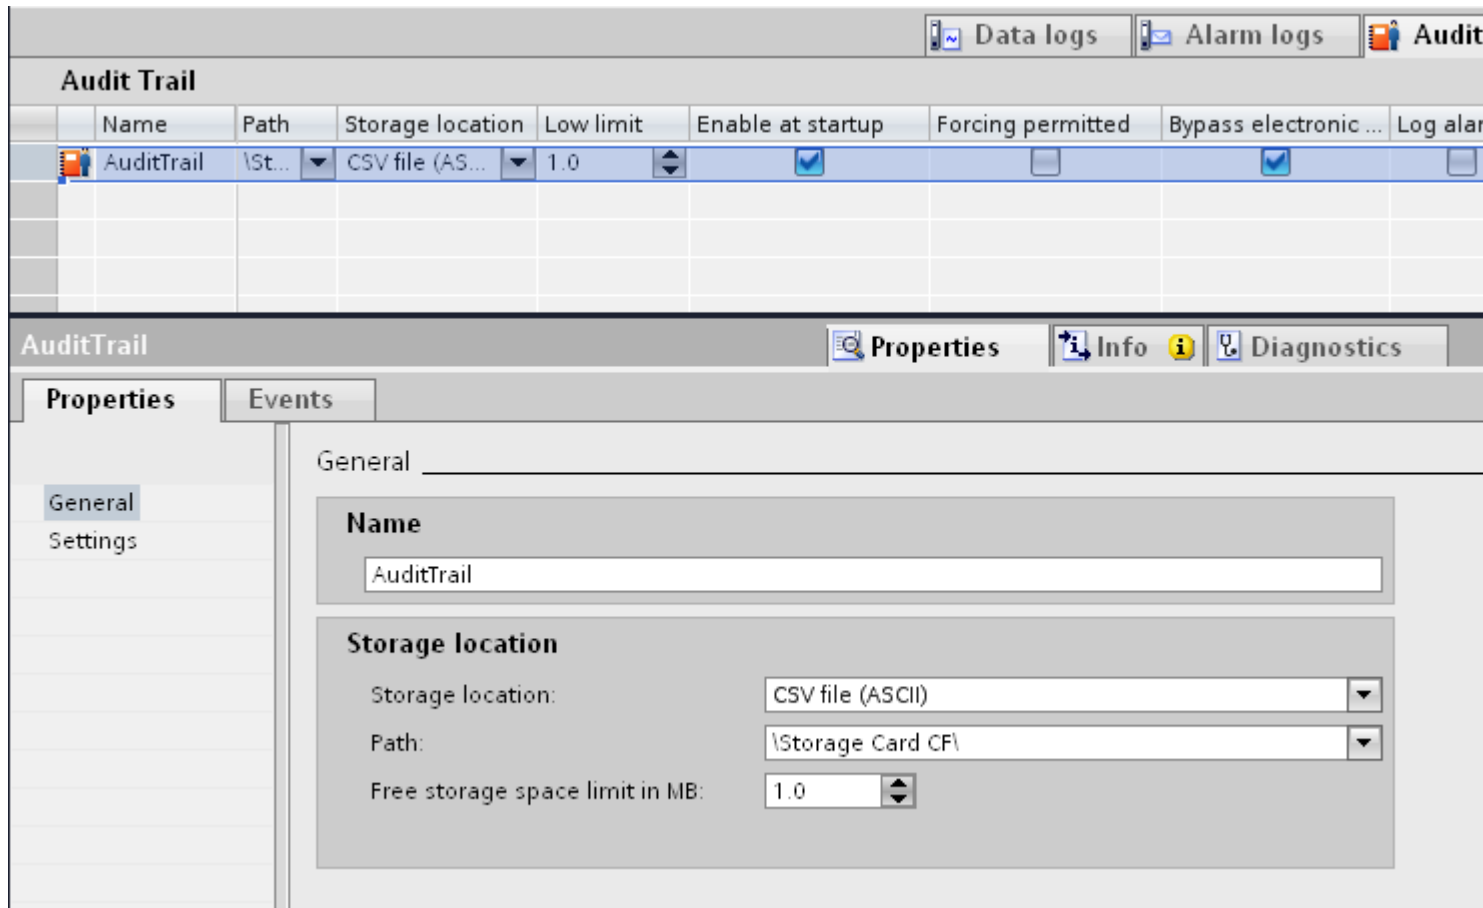 Data logs Alarm logs Audit
Audit Trail
Name Path Storage location Low limit Enable at startup Forcing permitted Bypass electronic ... Log alar
AuditTrail \St... CSV file (AS... 1.0
AuditTrail Properties Info Diagnostics
Properties Events
General
General
Settings
Name
AuditTrail
Storage location
Storage location: CSV file (ASCII)
Path: \Storage Card CF\
Free storage space limit in MB: 1.0